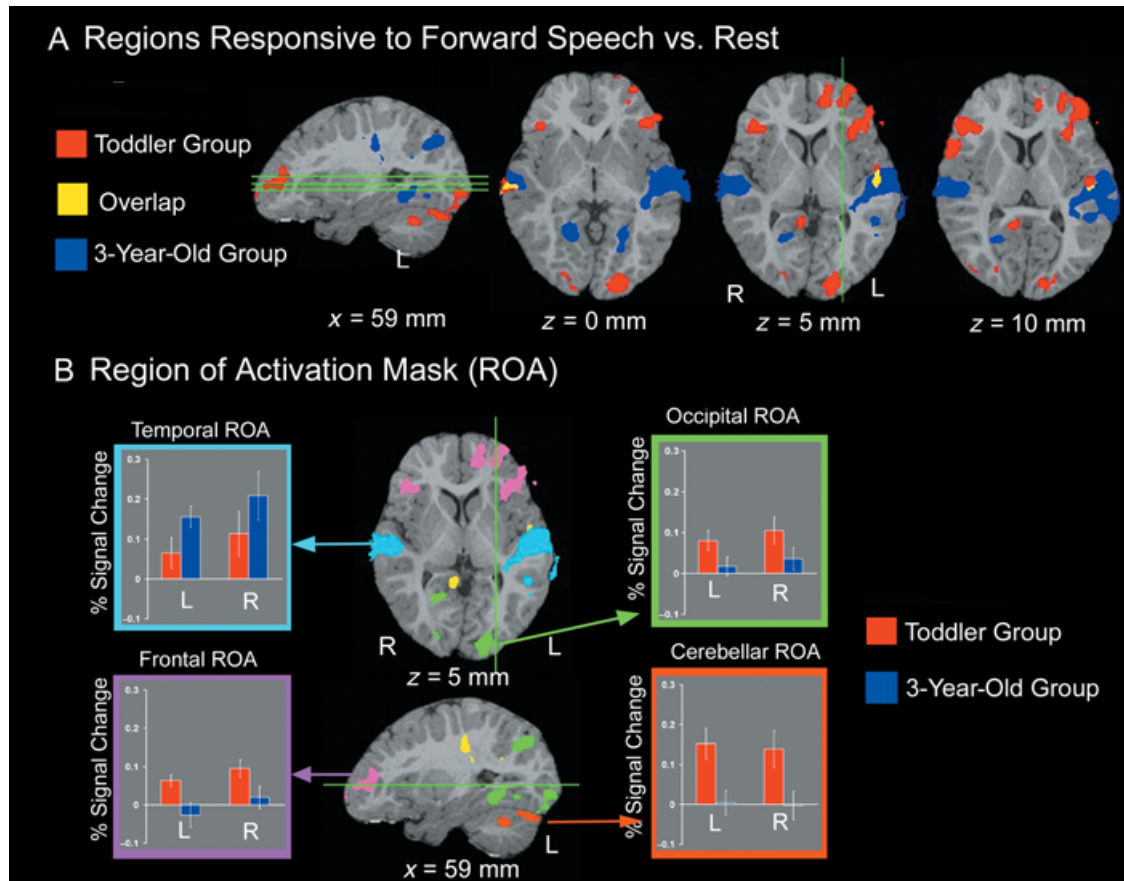 A Regions Responsive to Forward Speech vs. Rest
Toddler Group
Overlap
3-Year-Old Group
L
R
L
x = 59 mm
z = 0 mm
z = 5 mm
z = 10 mm
B Region of Activation Mask (ROA)
Temporal ROA
% Signal Change
0.3
0.2
0.1
0
–0.1
L
R
Occipital ROA
% Signal Change
0.3
0.2
0.1
0
–0.1
L
R
R
L
z = 5 mm
Frontal ROA
% Signal Change
0.3
0.2
0.1
0
–0.1
L
R
Cerebellar ROA
% Signal Change
0.3
0.2
0.1
0
–0.1
L
R
L
x = 59 mm
Toddler Group
3-Year-Old Group